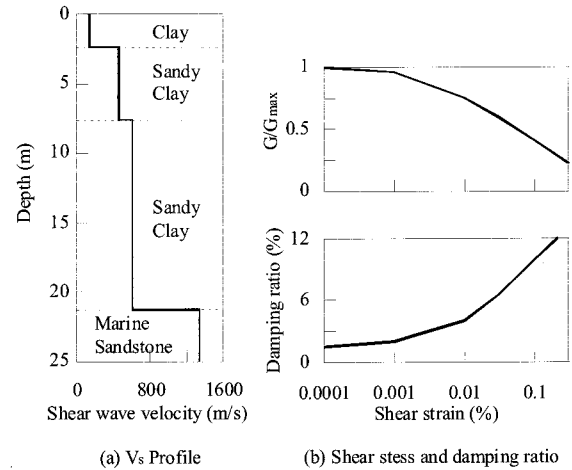 0
5
10
15
20
25
Depth (m)
Clay
Sandy
Clay
Sandy
Clay
Marine
Sandstone
0 800 1600
Shear wave velocity (m/s)
(a) Vs Profile
1
0.5
0
G/Gmax
12
6
0
Damping ratio (%)
0.0001 0.001 0.01 0.1
Shear strain (%)
(b) Shear stess and damping ratio